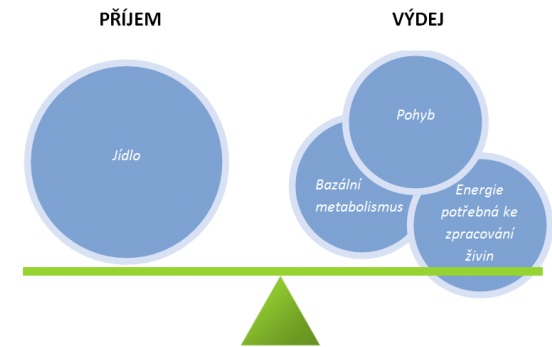 PŘÍJEM
VÝDEJ
Jídlo
Pohyb
Bazální
metabolismus
Energie
potřebná ke
zpracování
živin